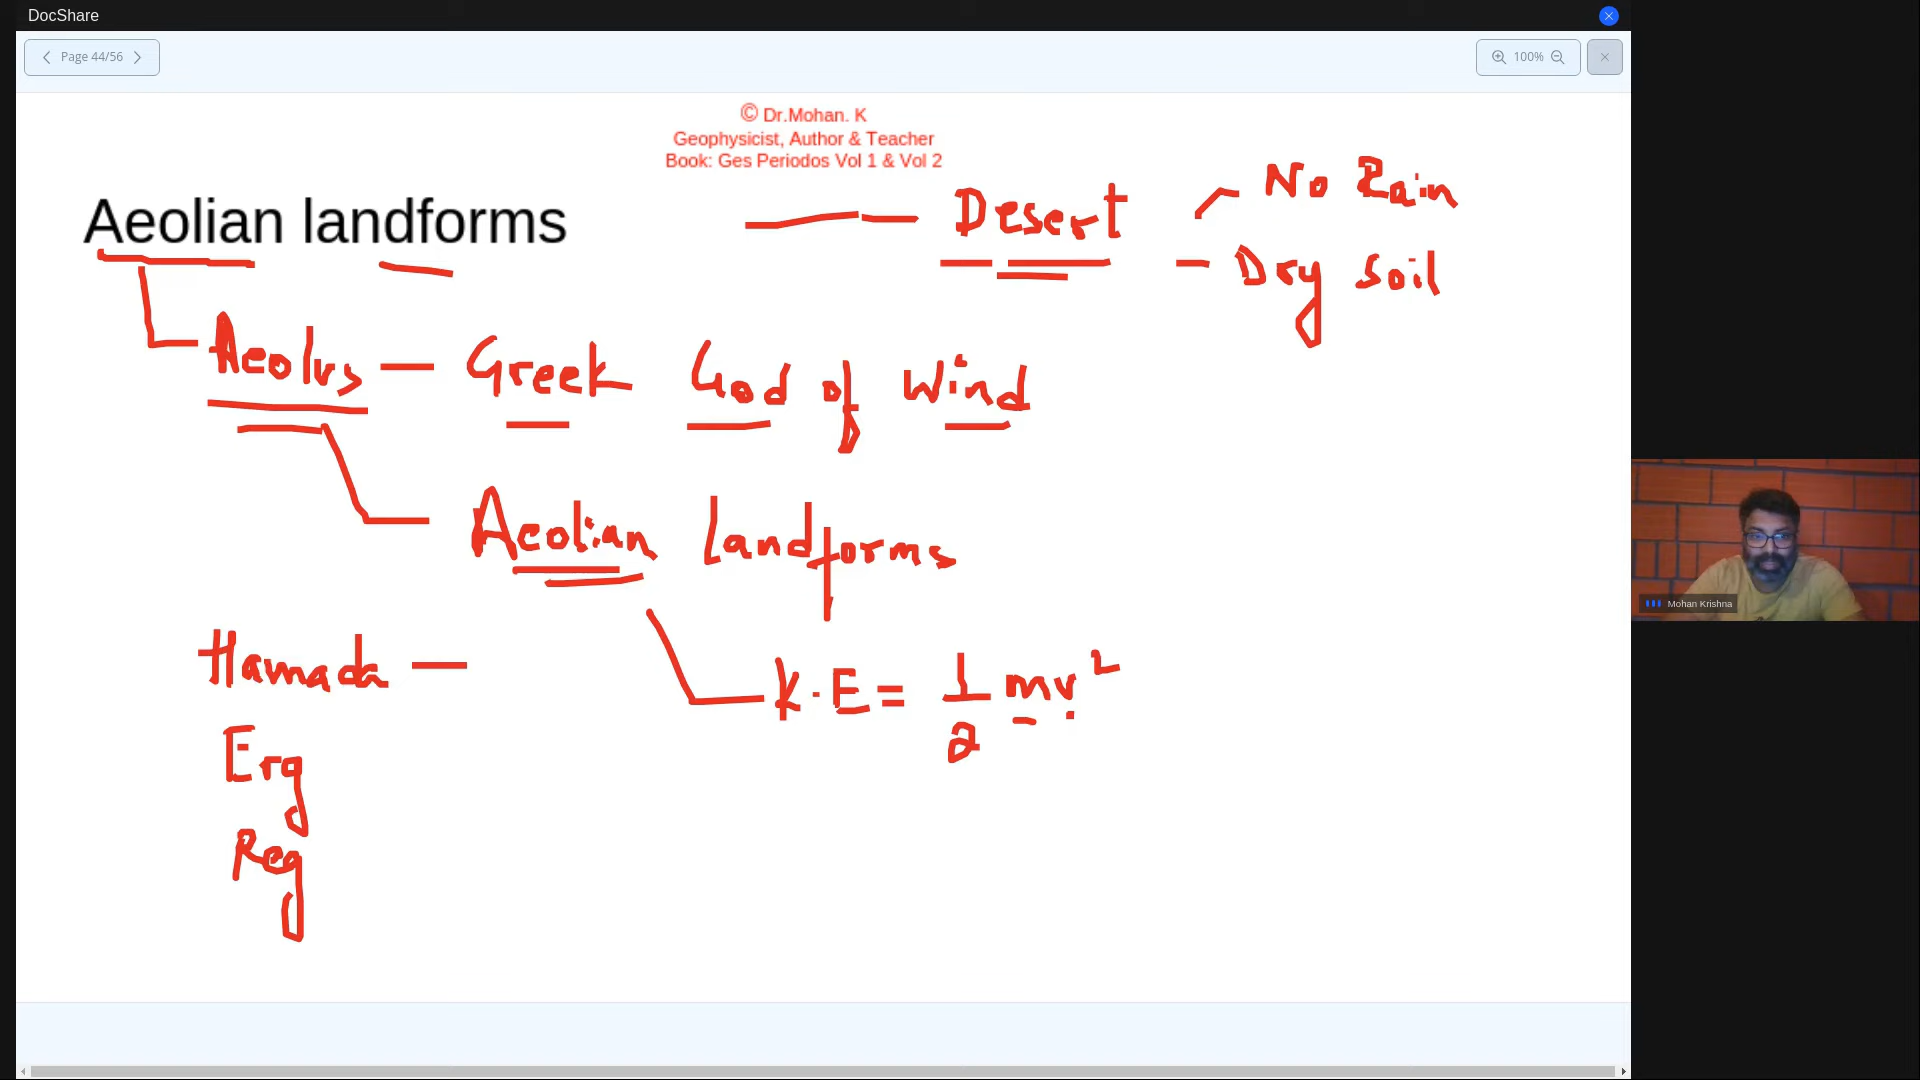 DocShare
Page 44/56
100%
© Dr.Mohan. K
Geophysicist, Author & Teacher
Book: Ges Periodos Vol 1 & Vol 2
Aeolian landforms
Desert
No Rain
Dry Soil
Aeolus — Greek God of Wind
Aeolian landforms
Hamada —
K.E = 1/2 mv²
Erg
Reg
Mohan Krishna